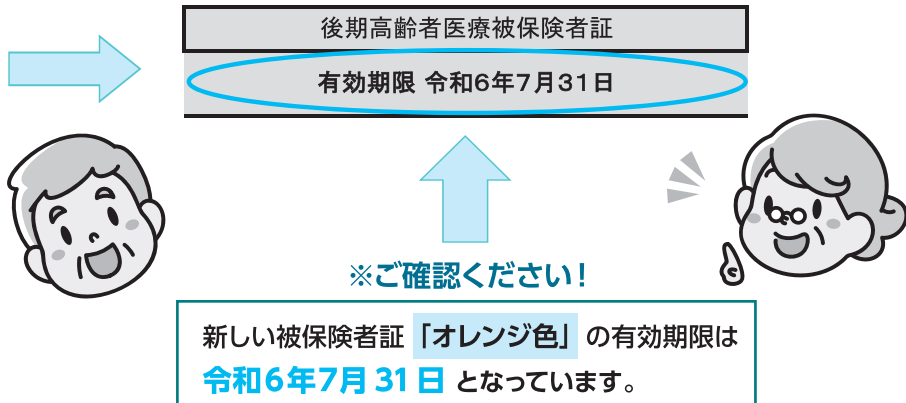 後期高齢者医療被保険者証
有効期限 令和6年7月31日
※ご確認ください!
新しい被保険者証「オレンジ色」の有効期限は
令和6年7月31日 となっています。